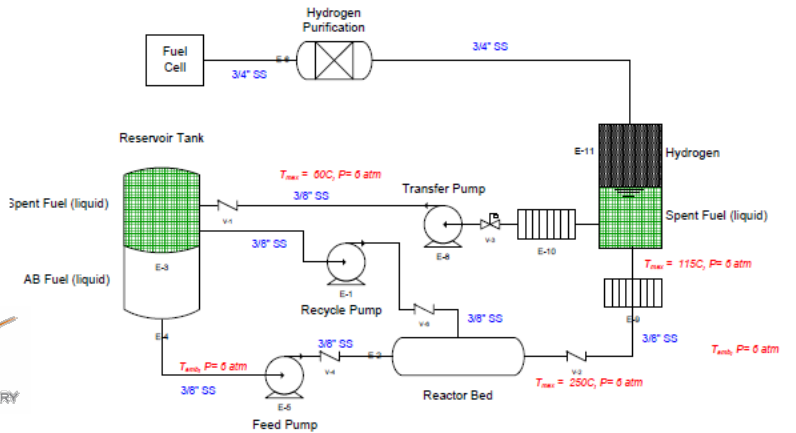 Hydrogen
Purification
Fuel
Cell
E-6
3/4" SS
3/4" SS
Reservoir Tank
E-11
Hydrogen
Tmax = 60C, P= 6 atm
Transfer Pump
3/8" SS
Spent Fuel (liquid)
V-1
V-3
Spent Fuel (liquid)
3/8" SS
E-8
E-10
E-3
Tmax = 115C, P= 6 atm
AB Fuel (liquid)
E-1
Recycle Pump
E-9
3/8" SS
E-4
3/8" SS
3/8" SS
E-2
Tamb, P= 6 atm
Tamb, P= 6 atm
V-4
V-2
3/8" SS
Tmax = 250C, P= 6 atm
E-5
Reactor Bed
Feed Pump
RY